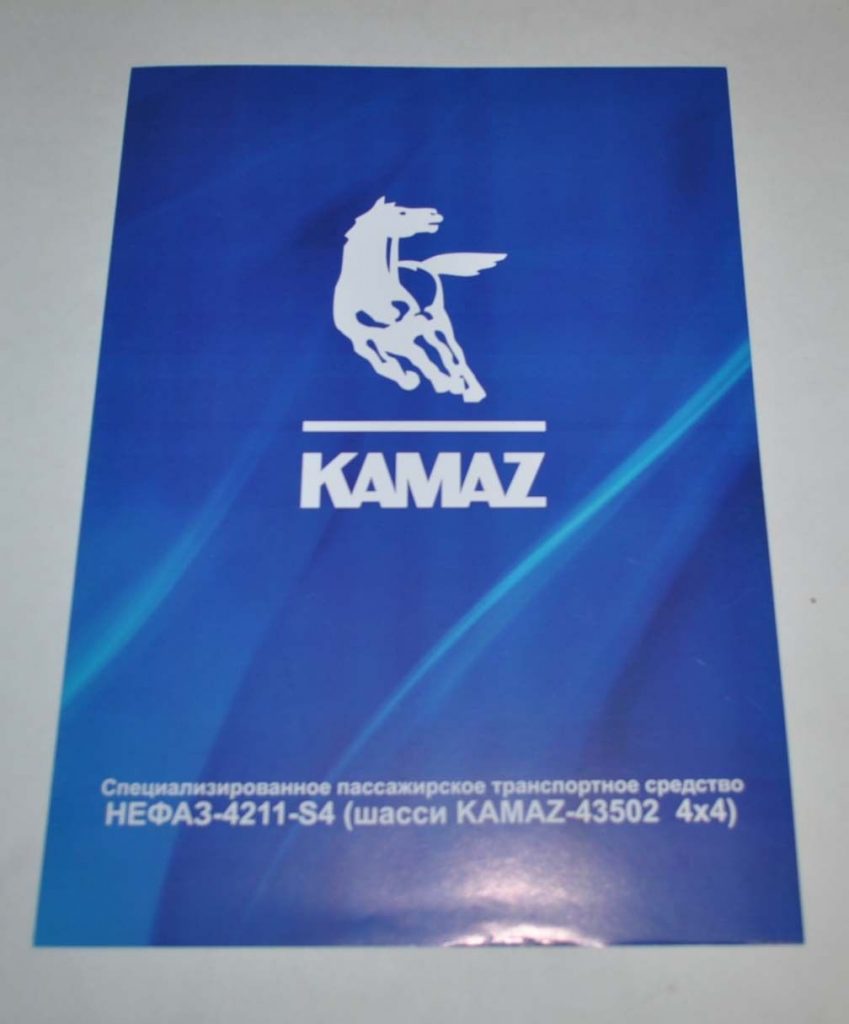 KAMAZ
Специализированное пассажирское транспортное средство
НЕФАЗ-4211-S4 (шасси KAMAZ-43502 4x4)